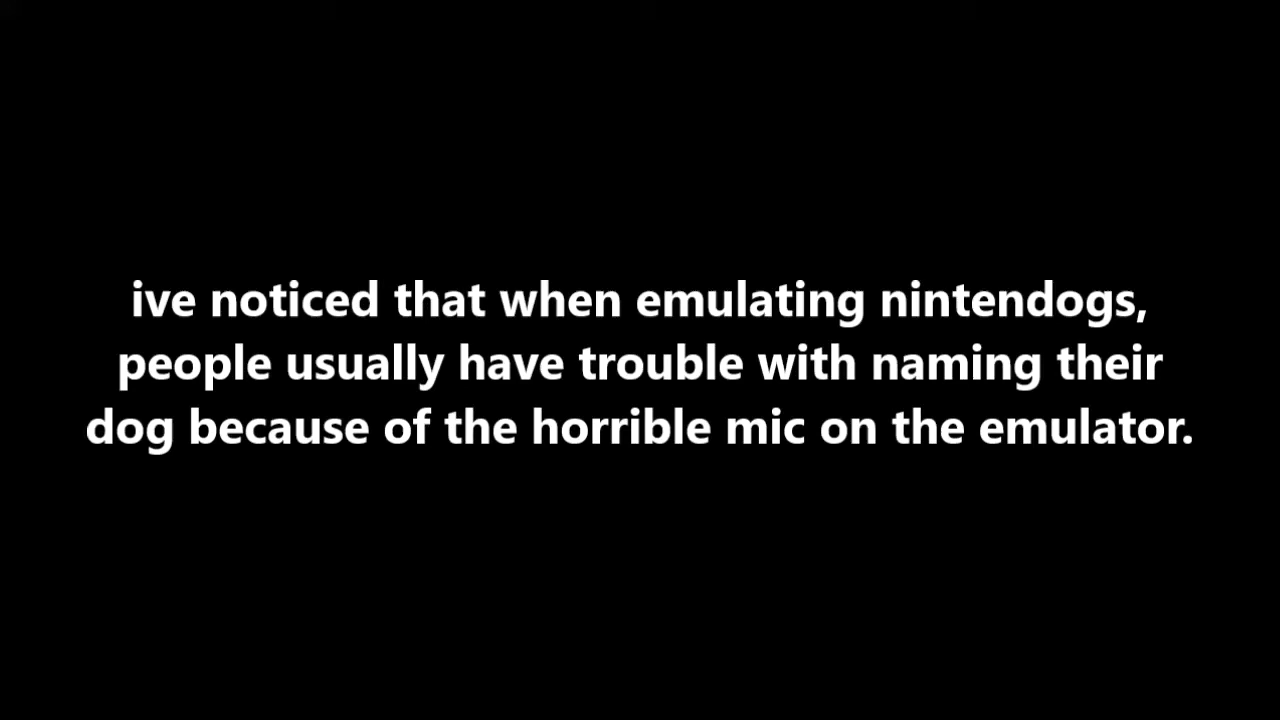 ive noticed that when emulating nintendogs,
people usually have trouble with naming their
dog because of the horrible mic on the emulator.